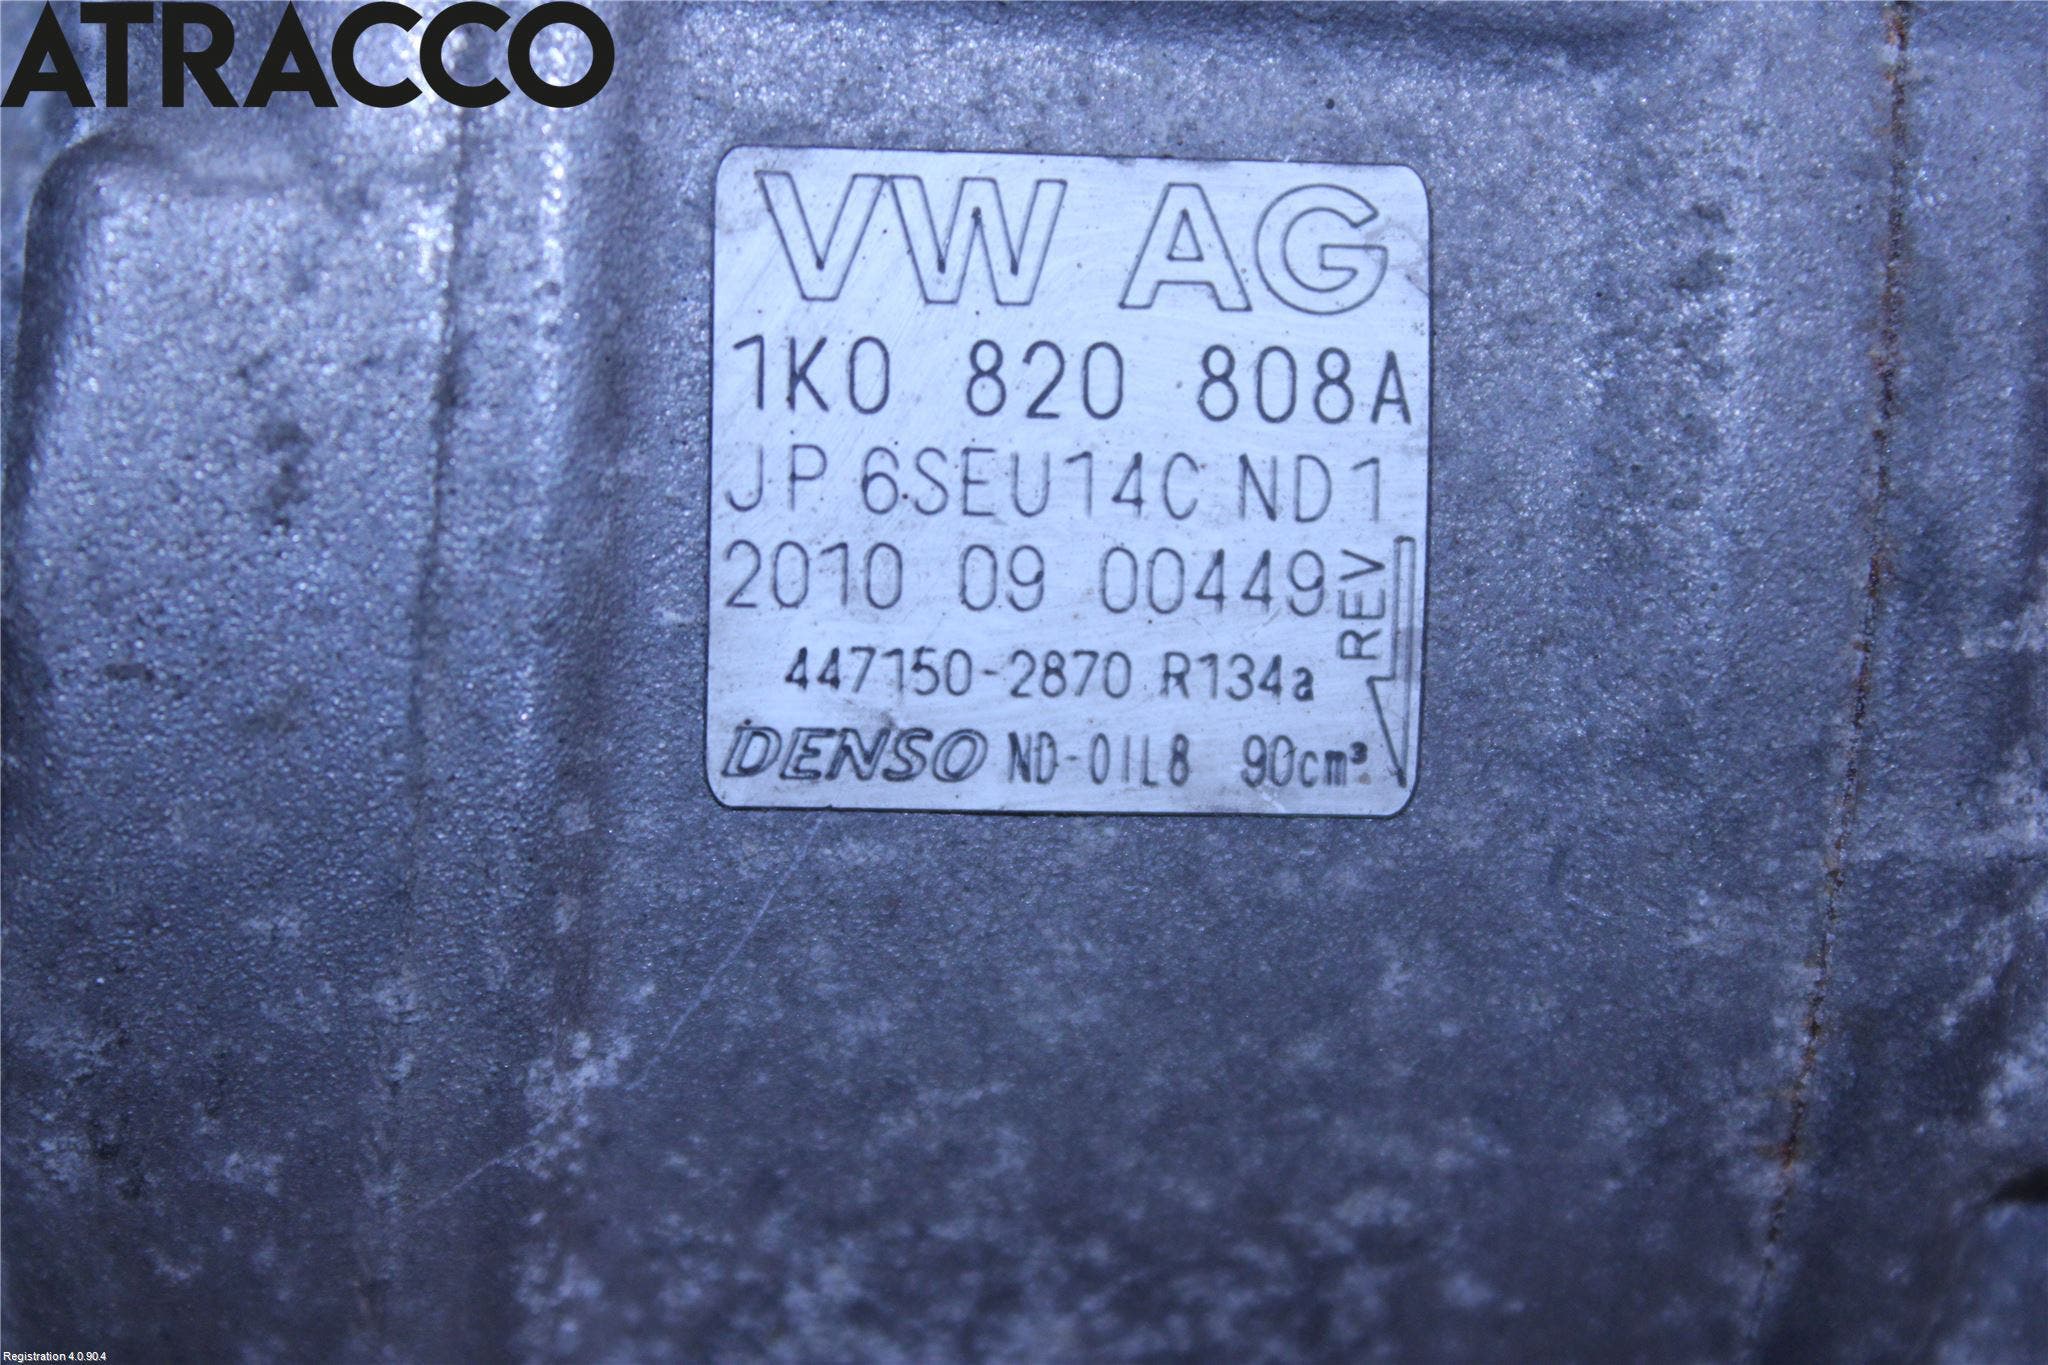 ATRACCO
VW AG
1K0 820 808A
JP 6SEU14C ND1
2010 09 00449
REV
447150-2870 R134a
DENSO ND-OIL8 90cm³
Registration 4.0.90.4